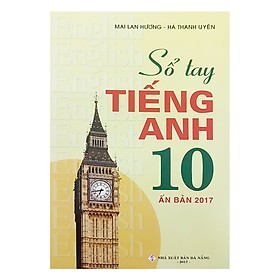 MAI LAN HƯƠNG - HÀ THANH UYÊN
Sổ tay
TIẾNG
ANH
10
ẤN BẢN 2017
NHÀ XUẤT BẢN ĐÀ NẴNG
- 2017 -